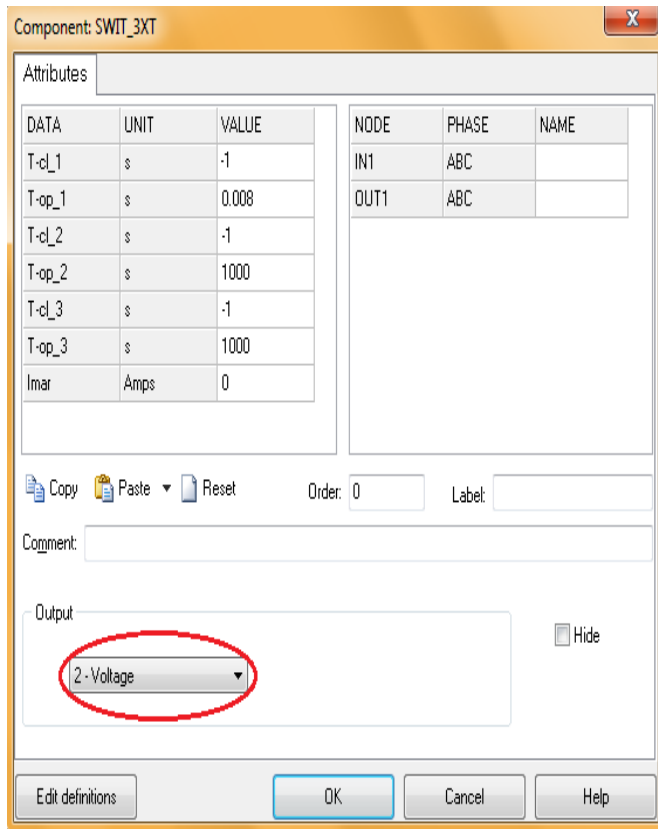 Component: SWIT_3XT
X
Attributes
DATA UNIT VALUE NODE PHASE NAME
T-cl_1 s -1 IN1 ABC
T-op_1 s 0.008 OUT1 ABC
T-cl_2 s -1
T-op_2 s 1000
T-cl_3 s -1
T-op_3 s 1000
Imar Amps 0
Copy Paste Reset Order: 0 Label:
Comment:
Output
Hide
2 - Voltage
Edit definitions OK Cancel Help